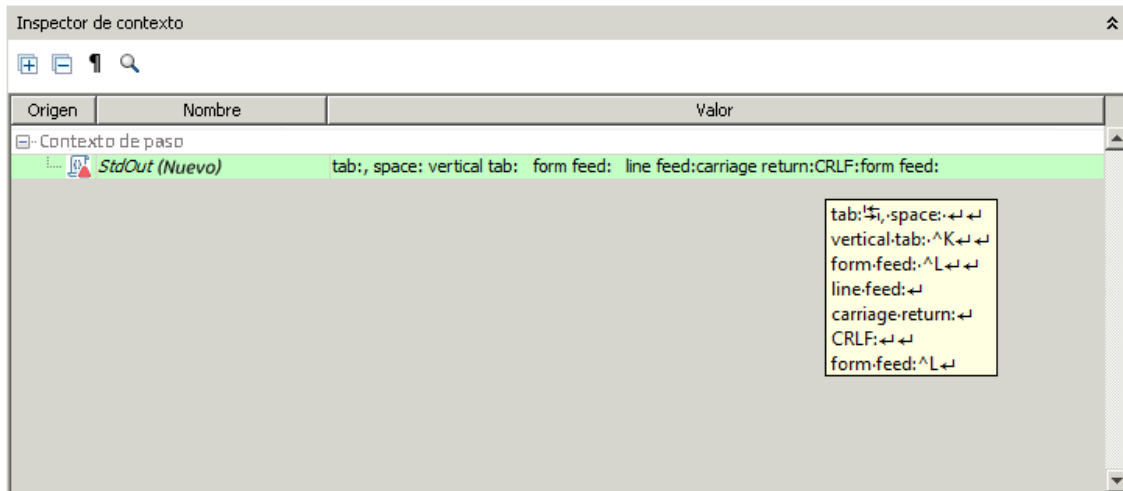 Inspector de contexto
¶
Origen Nombre Valor
Contexto de paso
StdOut (Nuevo) tab:, space: vertical tab: form feed: line feed:carriage return:CRLF:form feed:
tab:↹,·space:·↵↵
vertical·tab:·^K↵↵
form·feed:·^L↵↵
line·feed:↵
carriage·return:↵
CRLF:↵↵
form·feed:^L↵